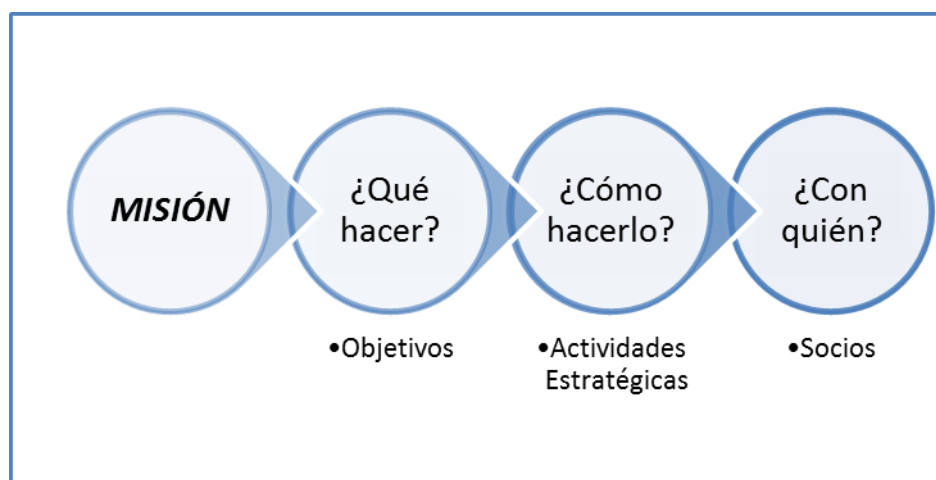 MISIÓN
¿Qué
hacer?
¿Cómo
hacerlo?
¿Con
quién?
•Objetivos
•Actividades
Estratégicas
•Socios